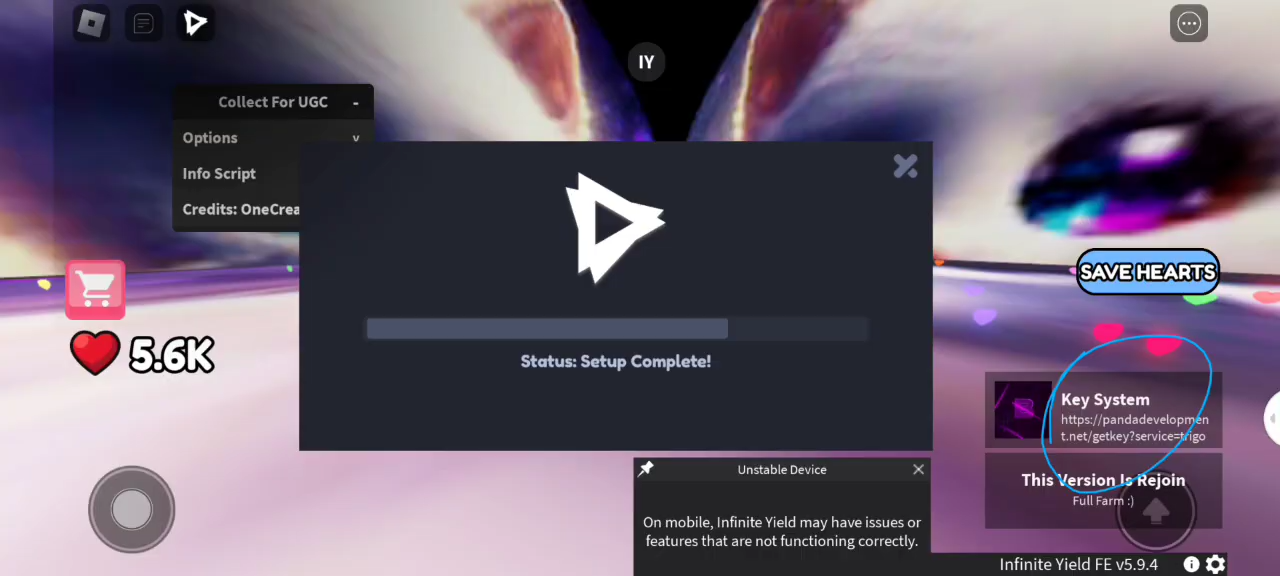 IY
Collect For UGC -
Options v
Info Script
Credits: OneCrea
Status: Setup Complete!
5.6K
SAVE HEARTS
Key System
https://pandadevelopmen
t.net/getkey?service=trigo
This Version Is Rejoin
Full Farm :)
Unstable Device
On mobile, Infinite Yield may have issues or
features that are not functioning correctly.
Infinite Yield FE v5.9.4